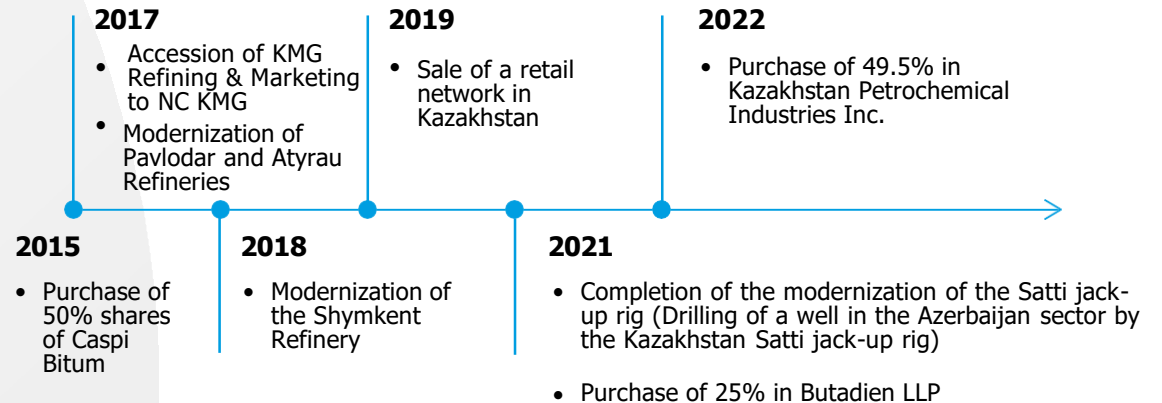 2017
• Accession of KMG
Refining & Marketing
to NC KMG
• Modernization of
Pavlodar and Atyrau
Refineries
2019
• Sale of a retail
network in
Kazakhstan
2022
• Purchase of 49.5% in
Kazakhstan Petrochemical
Industries Inc.
2015
• Purchase of
50% shares
of Caspi
Bitum
2018
• Modernization of
the Shymkent
Refinery
2021
• Completion of the modernization of the Satti jack-
up rig (Drilling of a well in the Azerbaijan sector by
the Kazakhstan Satti jack-up rig)
• Purchase of 25% in Butadien LLP